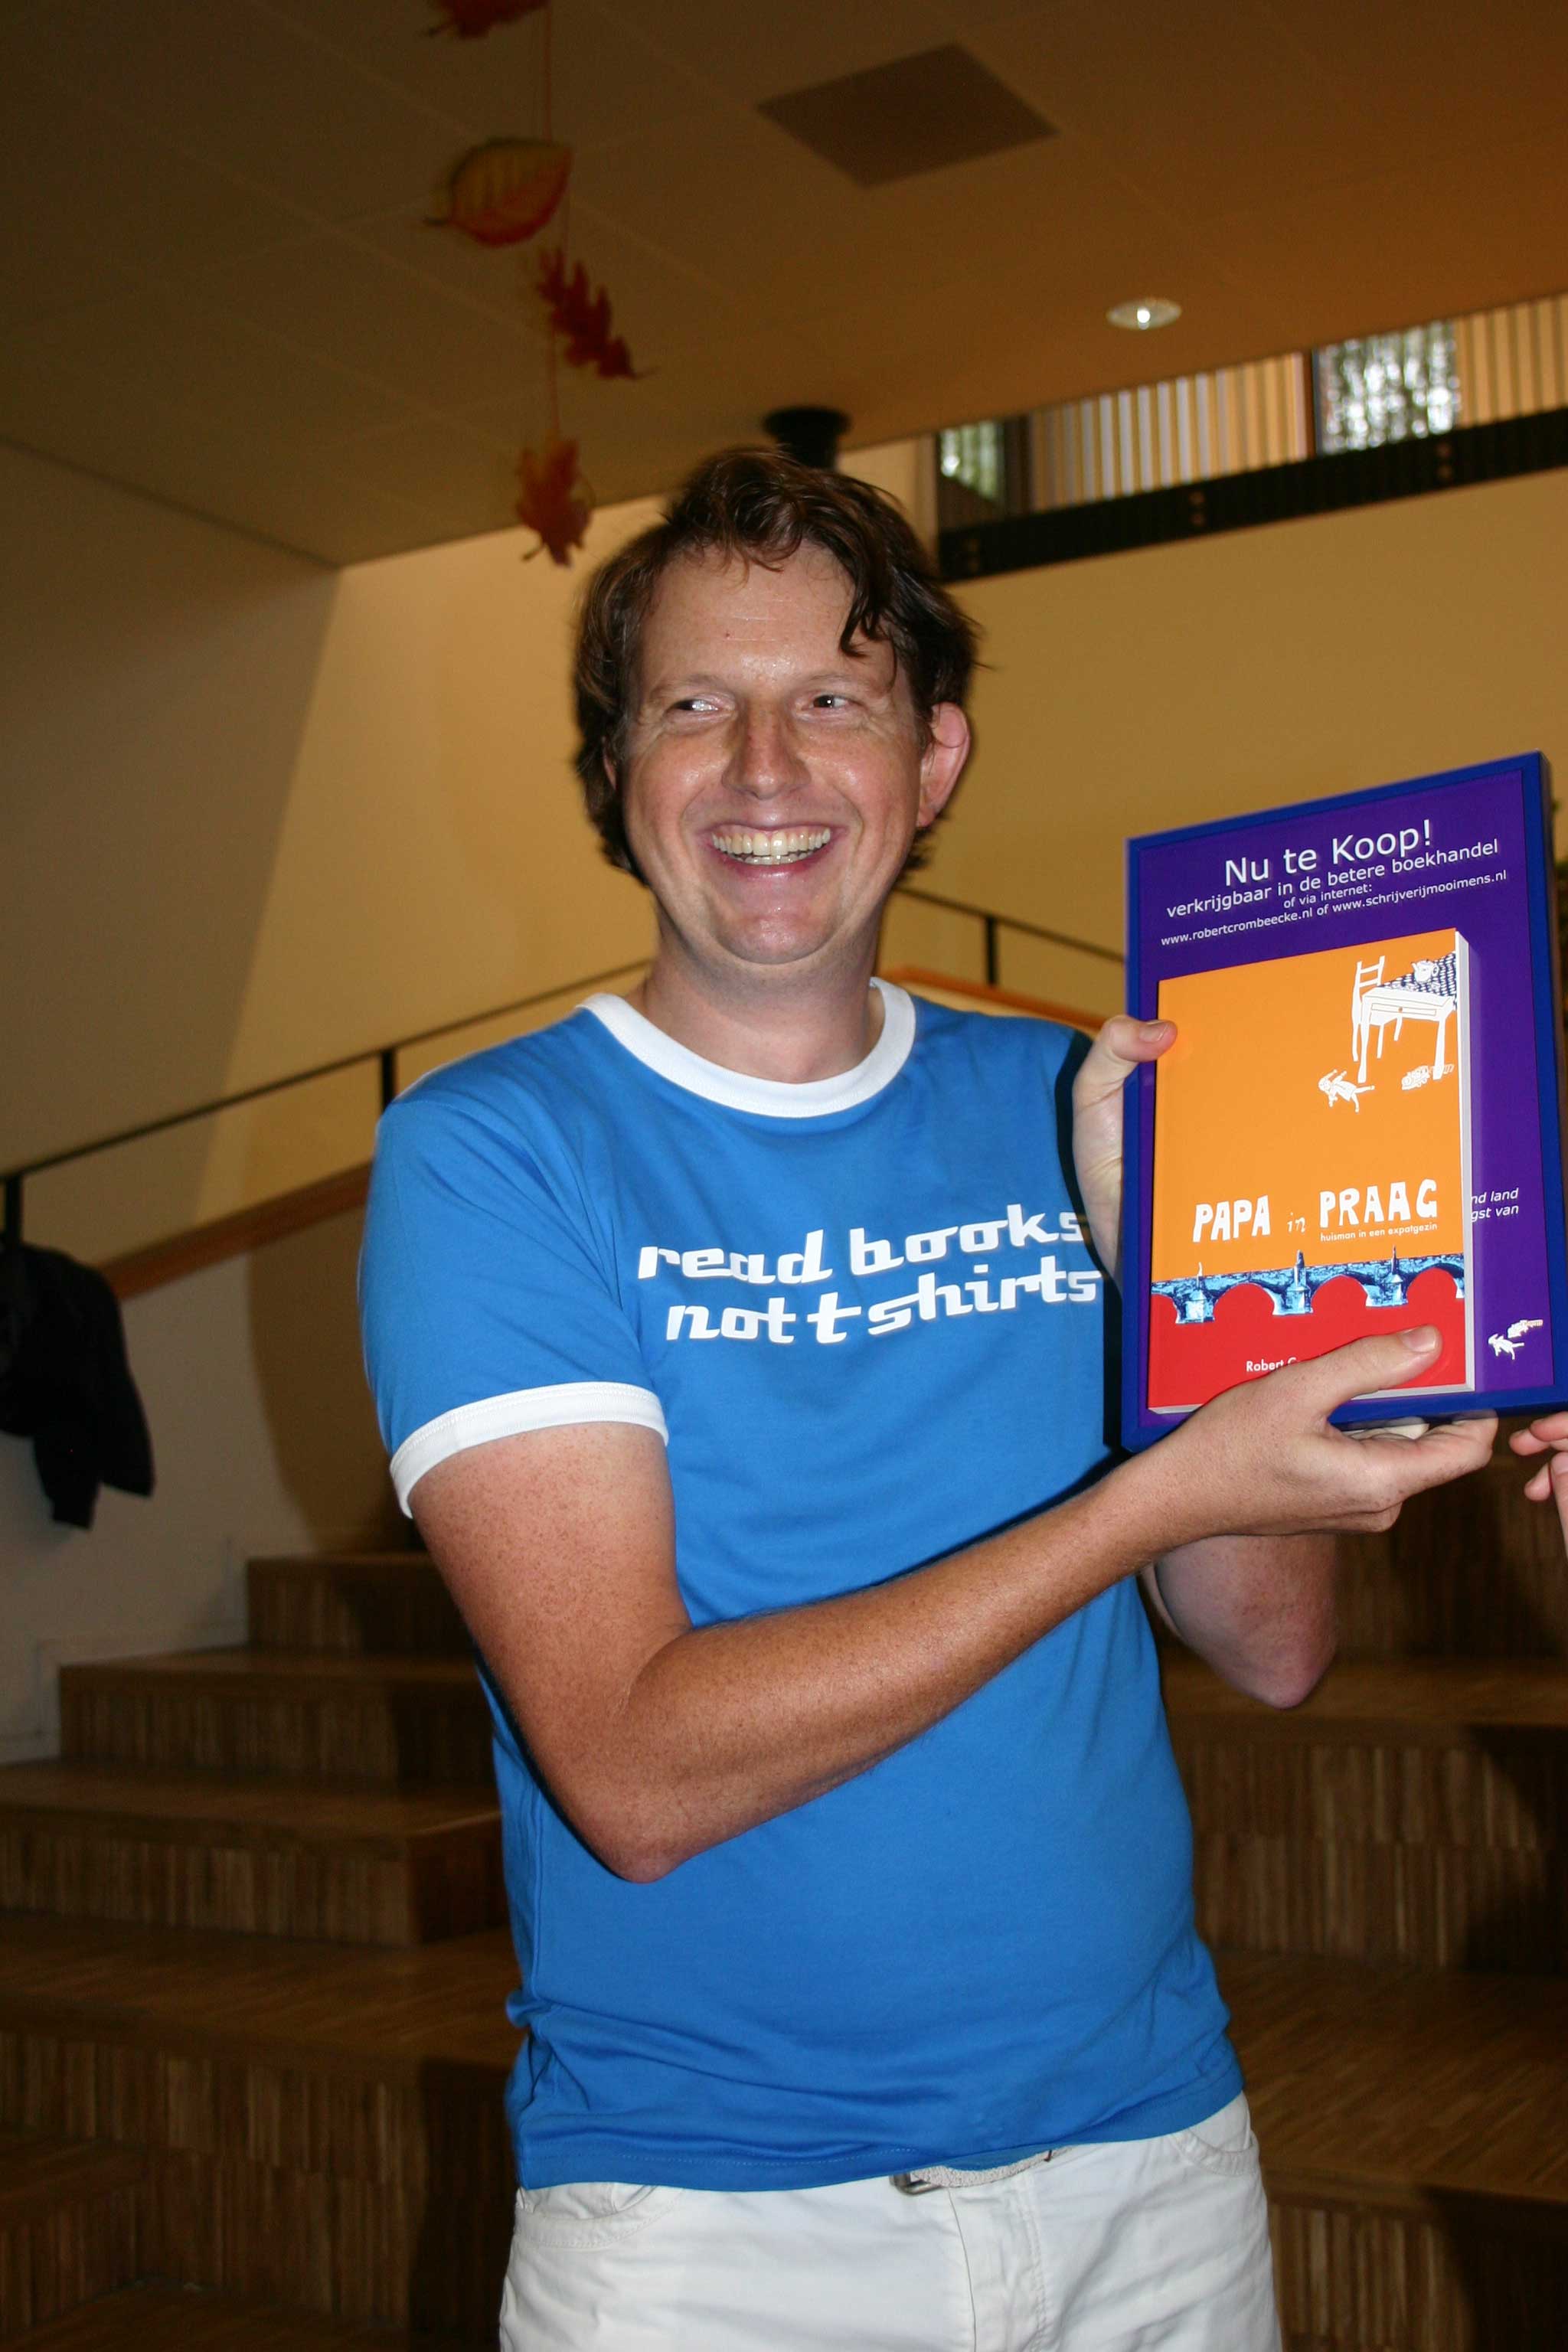 read books
not t-shirts
Nu te Koop!
verkrijgbaar in de betere boekhandel
of via internet:
www.robertcrombeecke.nl of www.schrijverijmooimens.nl
PAPA in PRAAG
huisman in een expatgezin
nd land
gst van
Robert